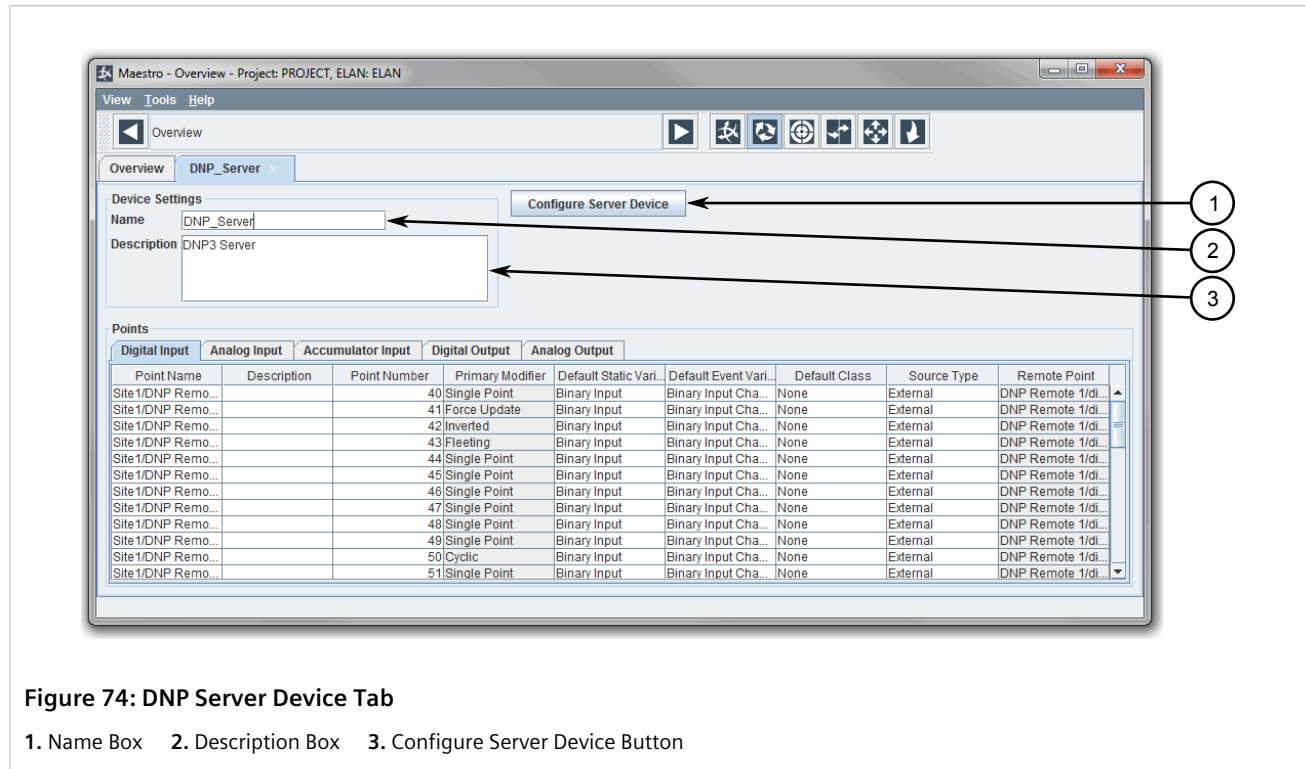 Maestro - Overview - Project: PROJECT, ELAN: ELAN
View Tools Help
Overview
Overview DNP_Server x
Device Settings
Configure Server Device
1
Name DNP_Server
2
Description DNP3 Server
3
Points
Digital Input Analog Input Accumulator Input Digital Output Analog Output
Point Name Description Point Number Primary Modifier Default Static Vari... Default Event Vari... Default Class Source Type Remote Point
Site1/DNP Remo... 40 Single Point Binary Input Binary Input Cha... None External DNP Remote 1/di...
Site1/DNP Remo... 41 Force Update Binary Input Binary Input Cha... None External DNP Remote 1/di...
Site1/DNP Remo... 42 Inverted Binary Input Binary Input Cha... None External DNP Remote 1/di...
Site1/DNP Remo... 43 Fleeting Binary Input Binary Input Cha... None External DNP Remote 1/di...
Site1/DNP Remo... 44 Single Point Binary Input Binary Input Cha... None External DNP Remote 1/di...
Site1/DNP Remo... 45 Single Point Binary Input Binary Input Cha... None External DNP Remote 1/di...
Site1/DNP Remo... 46 Single Point Binary Input Binary Input Cha... None External DNP Remote 1/di...
Site1/DNP Remo... 47 Single Point Binary Input Binary Input Cha... None External DNP Remote 1/di...
Site1/DNP Remo... 48 Single Point Binary Input Binary Input Cha... None External DNP Remote 1/di...
Site1/DNP Remo... 49 Single Point Binary Input Binary Input Cha... None External DNP Remote 1/di...
Site1/DNP Remo... 50 Cyclic Binary Input Binary Input Cha... None External DNP Remote 1/di...
Site1/DNP Remo... 51 Single Point Binary Input Binary Input Cha... None External DNP Remote 1/di...
Figure 74: DNP Server Device Tab
1. Name Box 2. Description Box 3. Configure Server Device Button